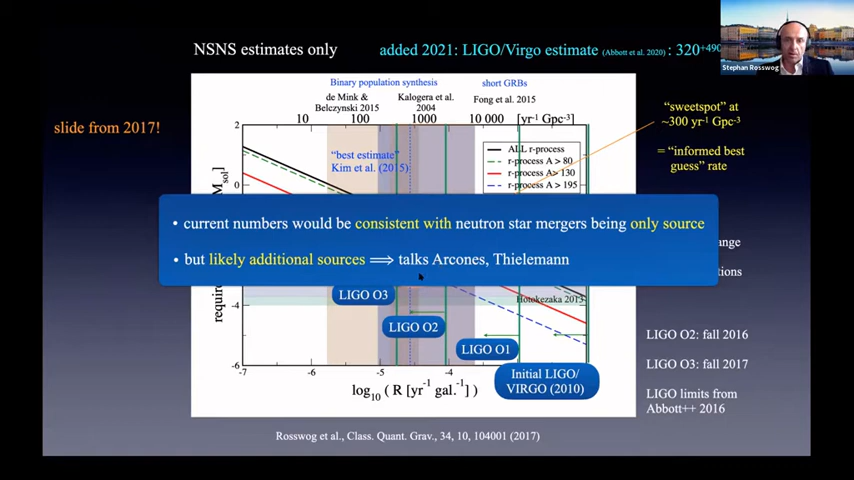 NSNS estimates only
added 2021: LIGO/Virgo estimate (Abbott et al. 2020) : 320+490
Stephan Rosswog
slide from 2017!
Binary population synthesis
short GRBs
de Mink & Belczynski 2015
Kalogera et al. 2004
Fong et al. 2015
10 100 1000 10 000 [yr-1 Gpc-3]
"sweetspot" at
~300 yr-1 Gpc-3
= "informed best
guess" rate
2
0
-4
-6
"best estimate"
Kim et al. (2015)
ALL r-process
r-process A > 80
r-process A > 130
r-process A > 195
Msol]
• current numbers would be consistent with neutron star mergers being only source
• but likely additional sources ⟹ talks Arcones, Thielemann
Hotokezaka 2013
LIGO O3
LIGO O2
LIGO O1
Initial LIGO/
VIRGO (2010)
-7 -6 -5 -4
log10 ( R [yr-1 gal.-1] )
LIGO O2: fall 2016
LIGO O3: fall 2017
LIGO limits from
Abbott++ 2016
Rosswog et al., Class. Quant. Grav., 34, 10, 104001 (2017)